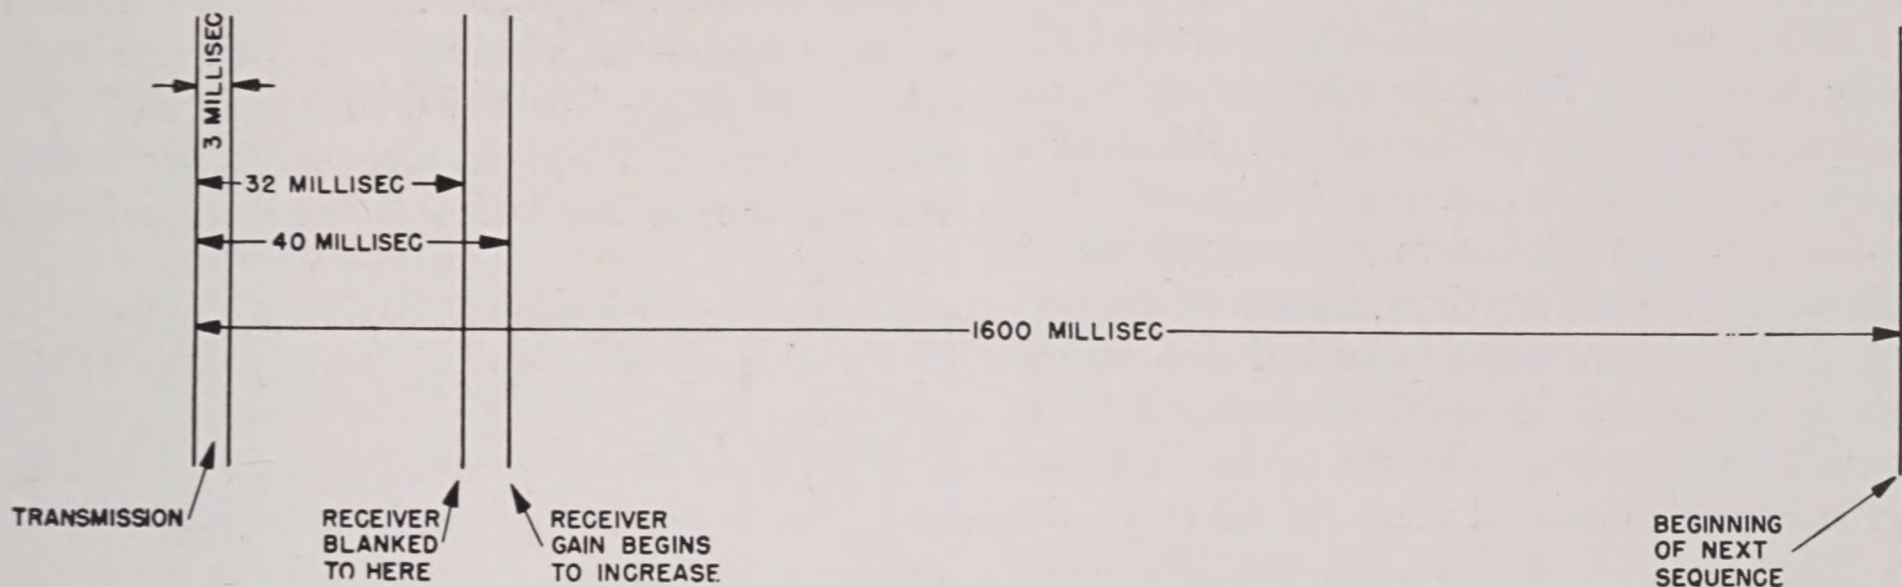 3 MILLISEC
32 MILLISEC
40 MILLISEC
1600 MILLISEC
TRANSMISSION
RECEIVER
BLANKED
TO HERE
RECEIVER
GAIN BEGINS
TO INCREASE
BEGINNING
OF NEXT
SEQUENCE